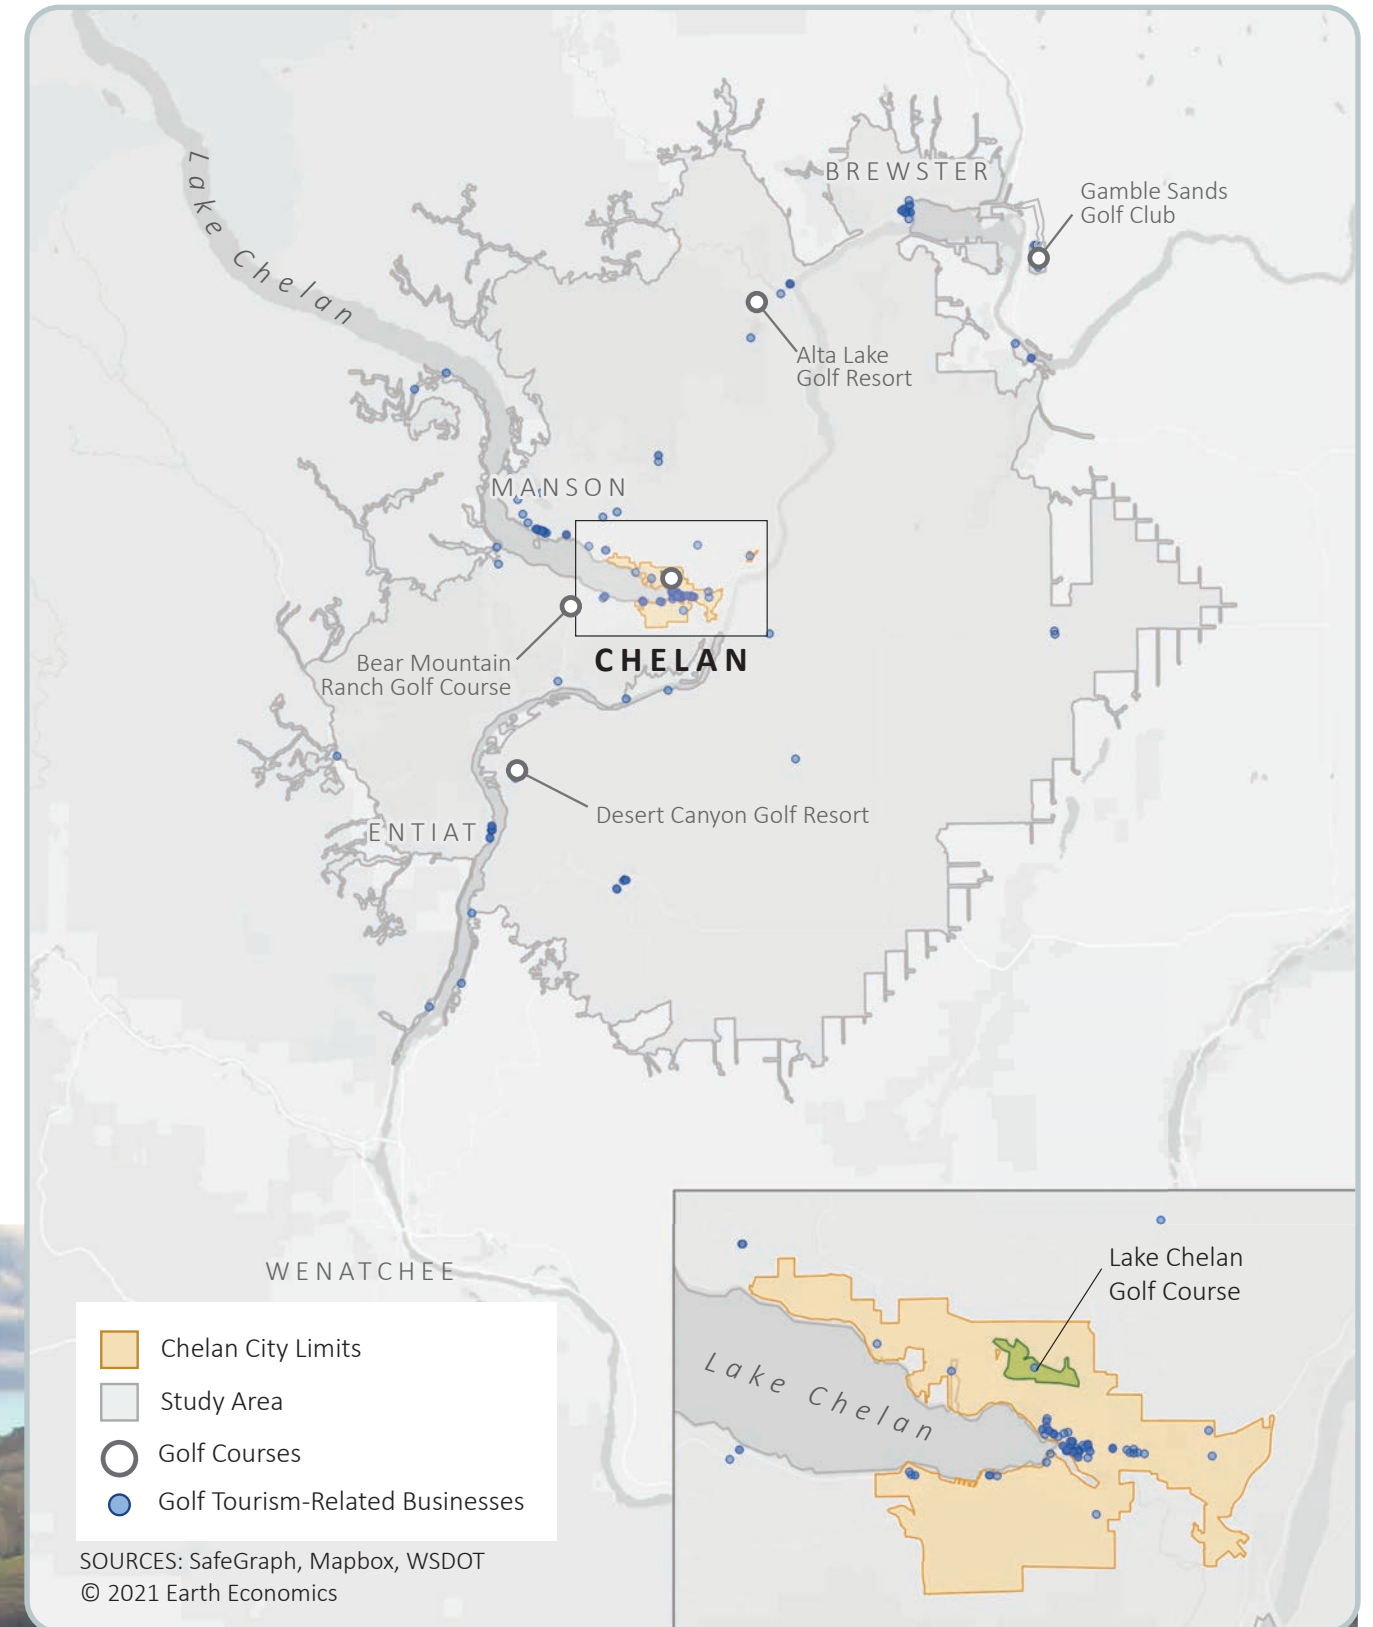 Lake Chelan
BREWSTER
Gamble Sands
Golf Club
Alta Lake
Golf Resort
MANSON
CHELAN
Bear Mountain
Ranch Golf Course
Desert Canyon Golf Resort
ENTIAT
WENATCHEE
Lake Chelan
Golf Course
Lake Chelan
Chelan City Limits
Study Area
Golf Courses
Golf Tourism-Related Businesses
SOURCES: SafeGraph, Mapbox, WSDOT
© 2021 Earth Economics